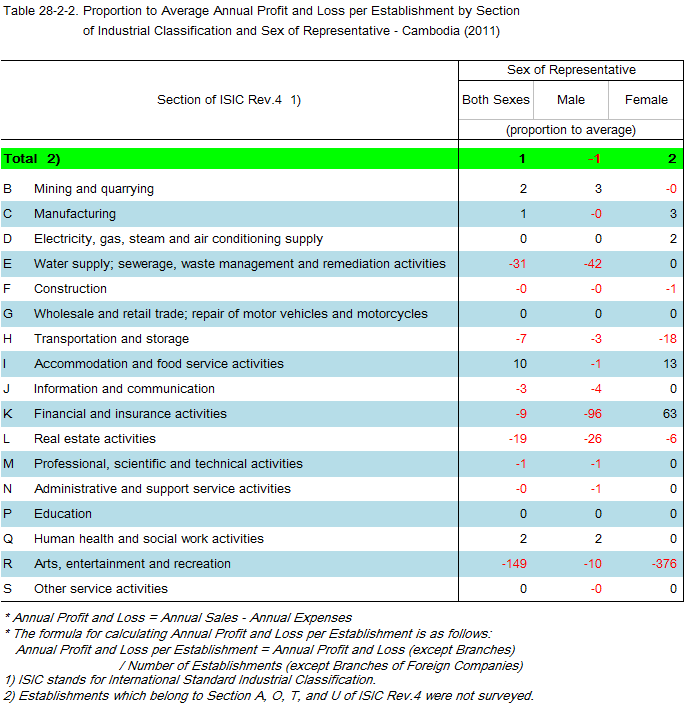 Table 28-2-2. Proportion to Average Annual Profit and Loss per Establishment by Section
of Industrial Classification and Sex of Representative - Cambodia (2011)
Section of ISIC Rev.4 1) Sex of Representative
Both Sexes Male Female
(proportion to average)
Total 2) 1 -1 2
B Mining and quarrying 2 3 -0
C Manufacturing 1 -0 3
D Electricity, gas, steam and air conditioning supply 0 0 2
E Water supply; sewerage, waste management and remediation activities -31 -42 0
F Construction -0 -0 -1
G Wholesale and retail trade; repair of motor vehicles and motorcycles 0 0 0
H Transportation and storage -7 -3 -18
I Accommodation and food service activities 10 -1 13
J Information and communication -3 -4 0
K Financial and insurance activities -9 -96 63
L Real estate activities -19 -26 -6
M Professional, scientific and technical activities -1 -1 0
N Administrative and support service activities -0 -1 0
P Education 0 0 0
Q Human health and social work activities 2 2 0
R Arts, entertainment and recreation -149 -10 -376
S Other service activities 0 -0 0
* Annual Profit and Loss = Annual Sales - Annual Expenses
* The formula for calculating Annual Profit and Loss per Establishment is as follows:
Annual Profit and Loss per Establishment = Annual Profit and Loss (except Branches)
/ Number of Establishments (except Branches of Foreign Companies)
1) ISIC stands for International Standard Industrial Classification.
2) Establishments which belong to Section A, O, T, and U of ISIC Rev.4 were not surveyed.